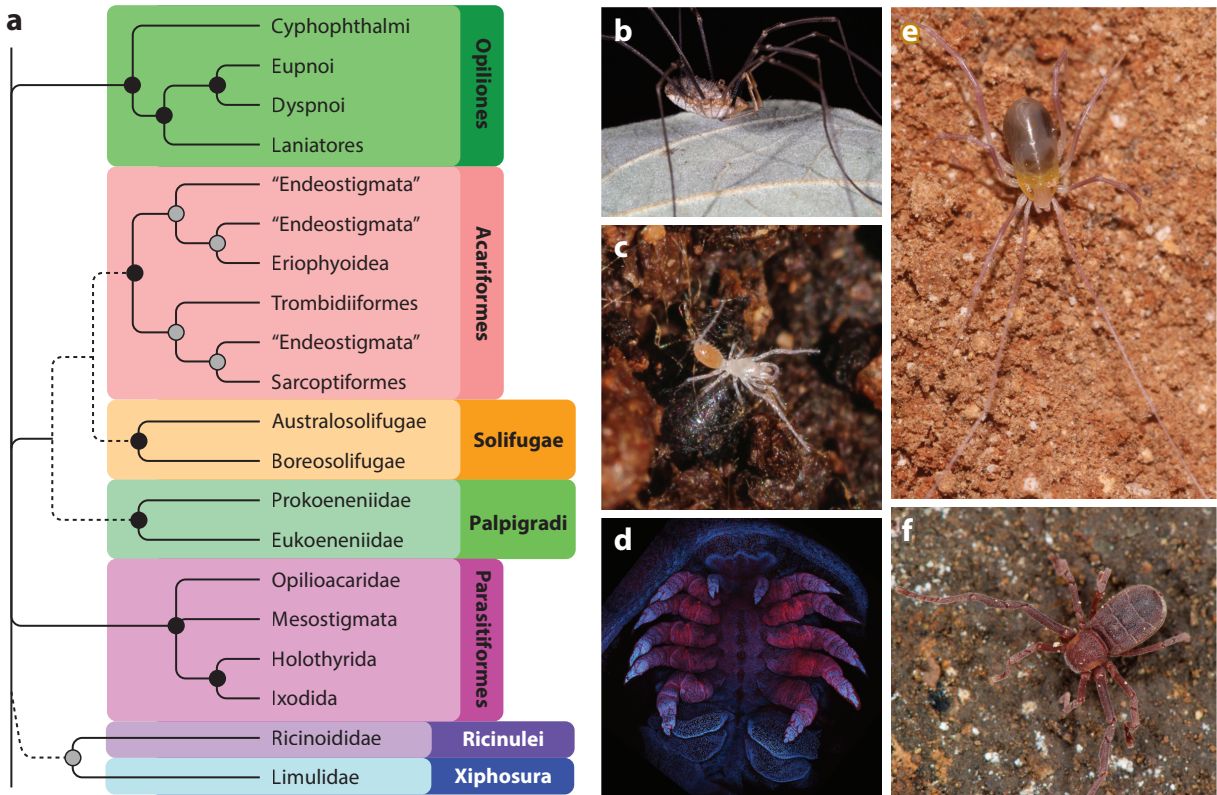 a
Cyphophthalmi
Eupnoi
Dyspnoi
Laniatores
Opiliones
“Endeostigmata”
“Endeostigmata”
Eriophyoidea
Trombidiiformes
“Endeostigmata”
Sarcoptiformes
Acariformes
Australosolifugae
Boreosolifugae
Solifugae
Prokoeneniidae
Eukoeneniidae
Palpigradi
Opilioacaridae
Mesostigmata
Holothyrida
Ixodida
Parasitiformes
Ricinoididae
Ricinulei
Limulidae
Xiphosura
b
c
d
e
f